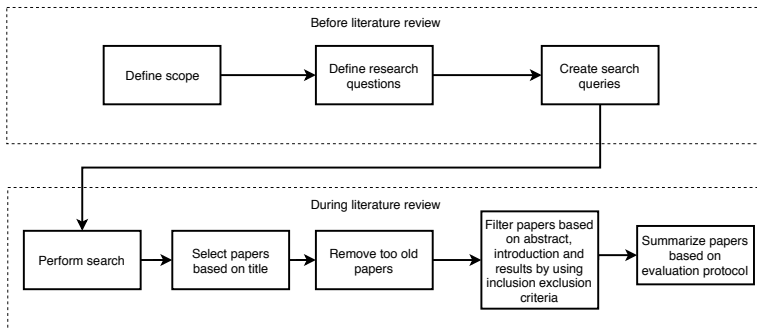 Before literature review
Define scope
Define research
questions
Create search
queries
During literature review
Perform search
Select papers
based on title
Remove too old
papers
Filter papers based
on abstract,
introduction and
results by using
inclusion exclusion
criteria
Summarize papers
based on
evaluation protocol